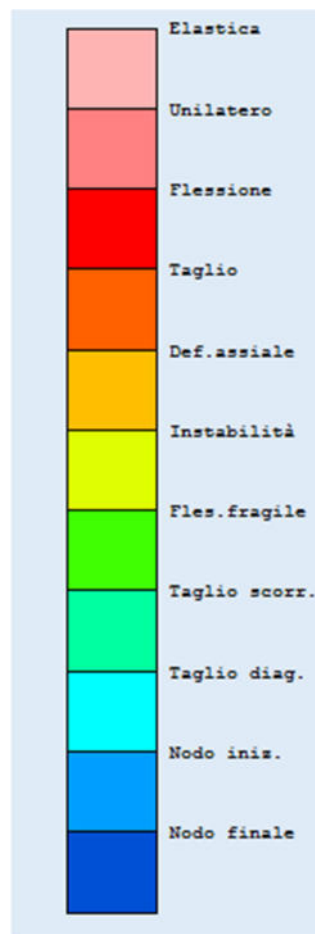 Elastica
Unilatero
Flessione
Taglio
Def.assiale
Instabilità
Fles.fragile
Taglio scorr.
Taglio diag.
Nodo iniz.
Nodo finale